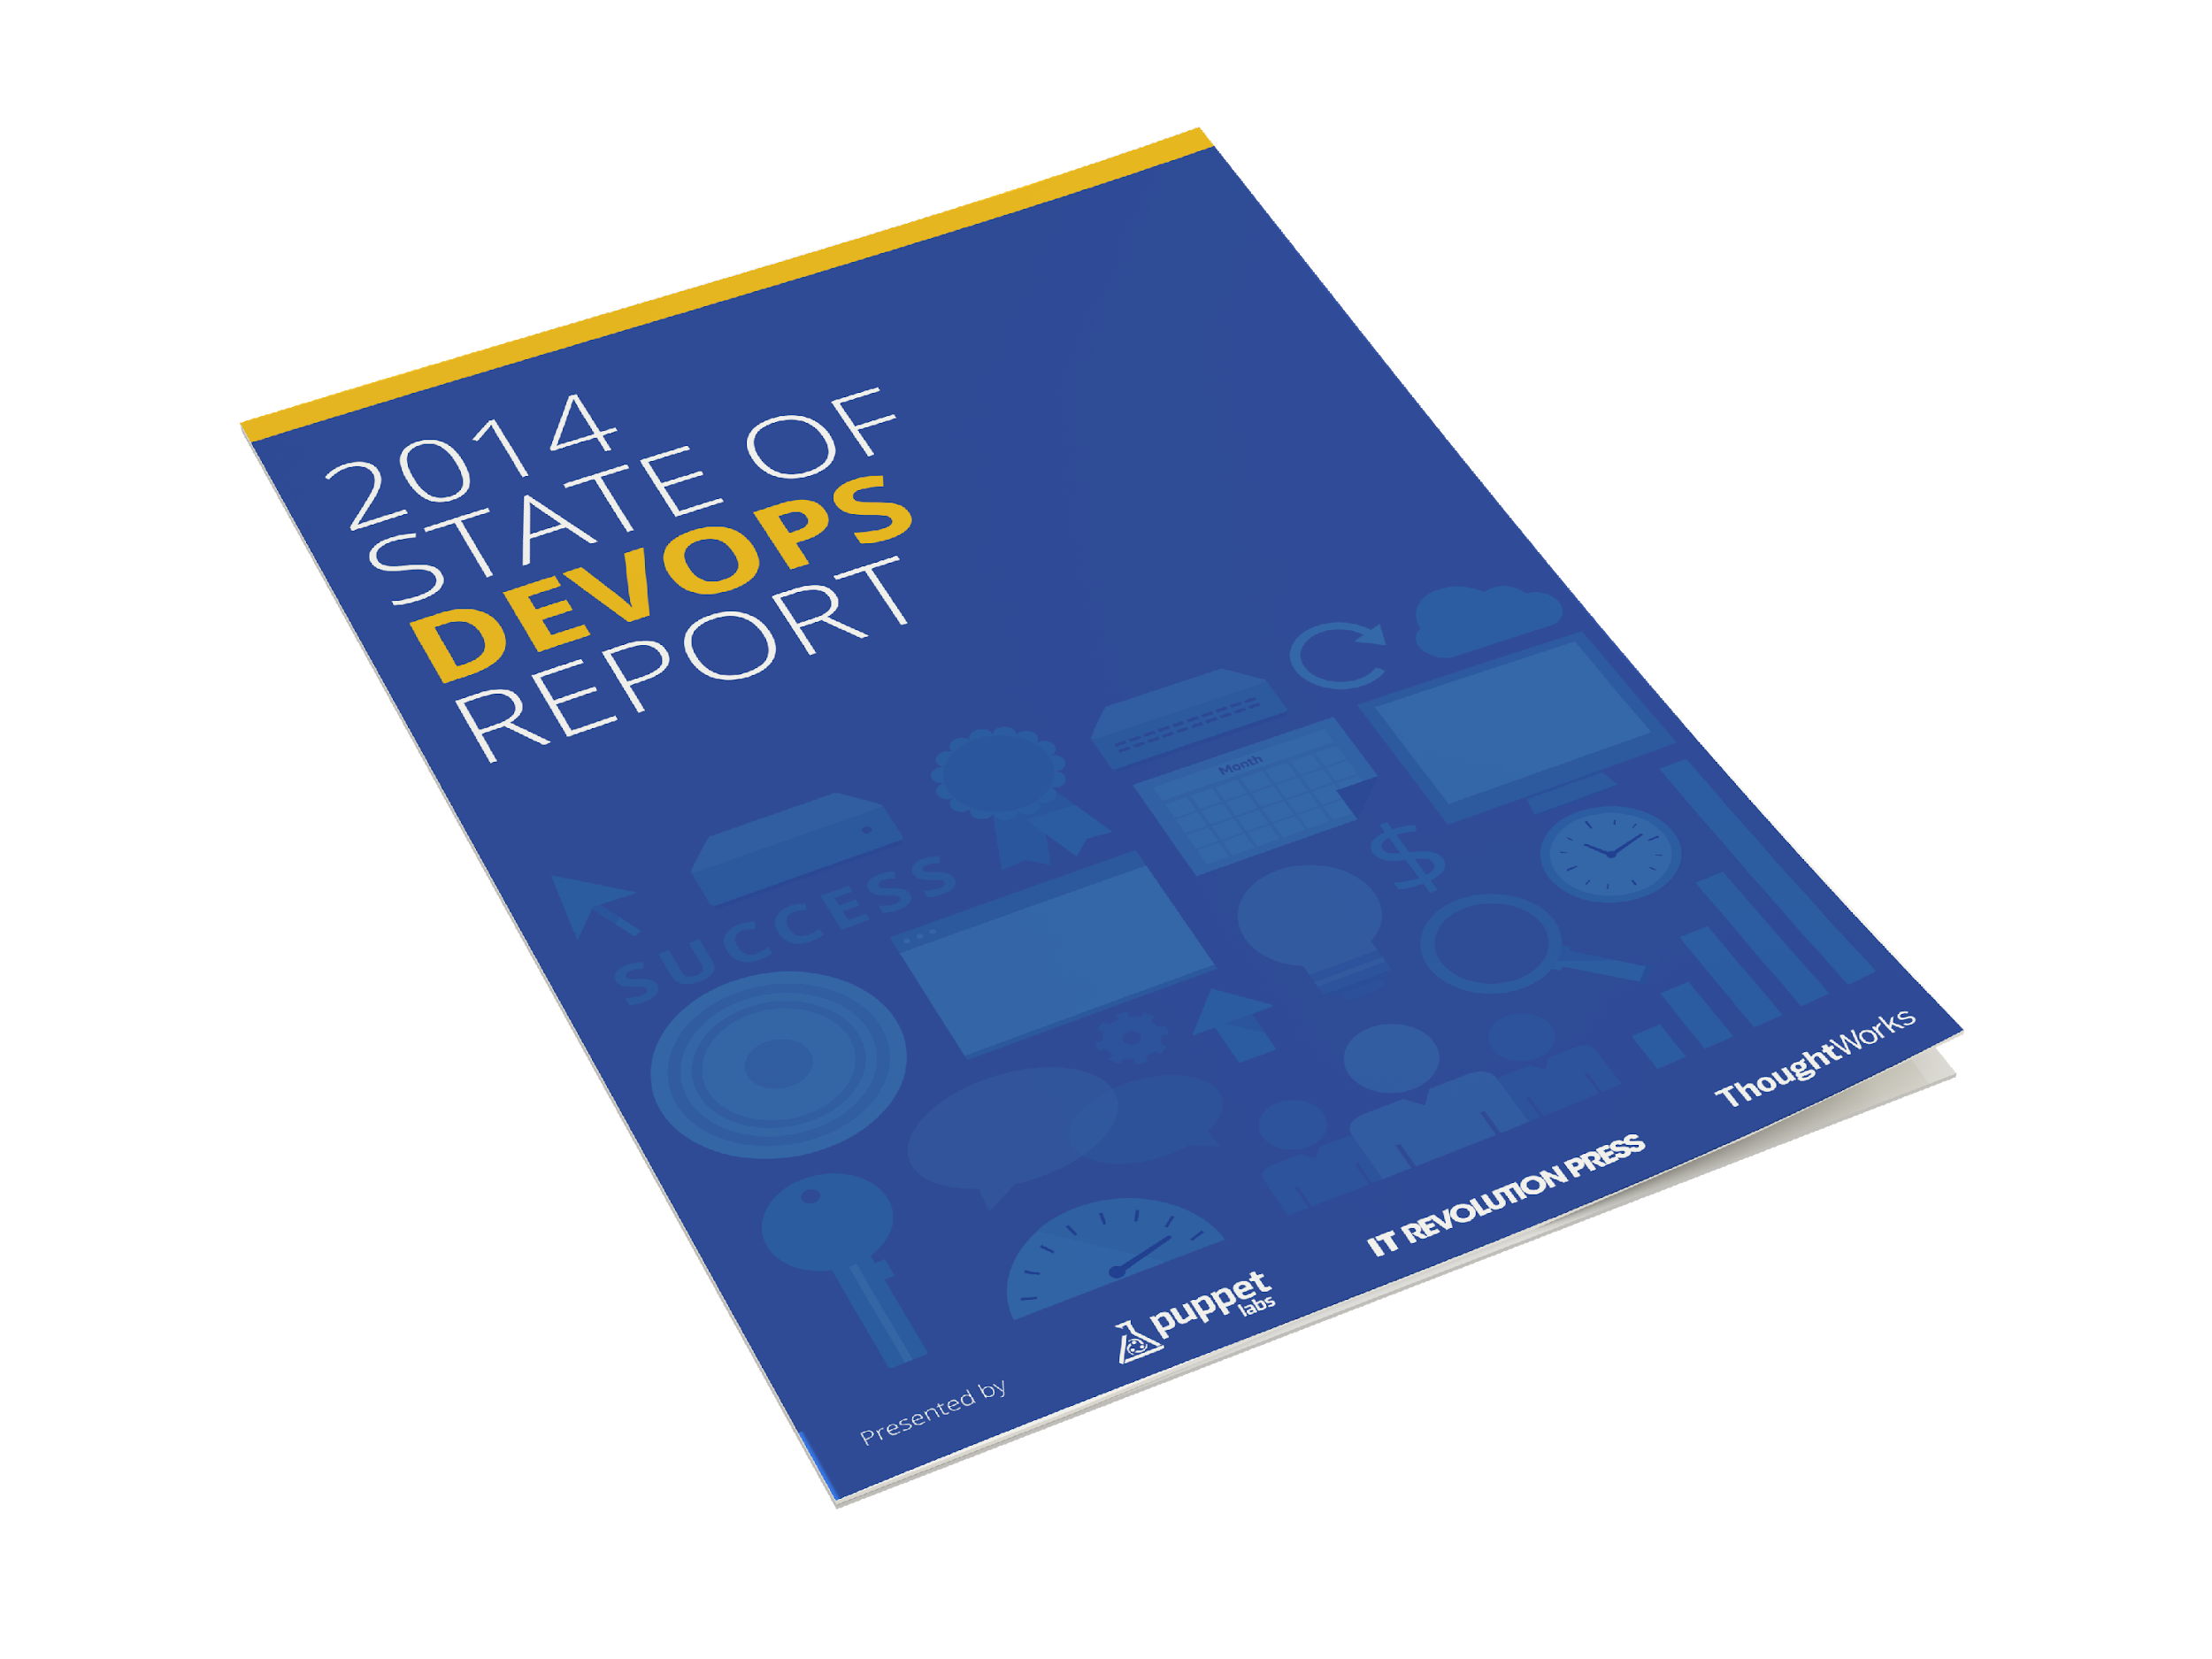 2014
STATE OF
DEVOPS
REPORT
Month
SUCCESS
$
Presented by
puppet
labs
IT REVOLUTION PRESS
ThoughtWorks